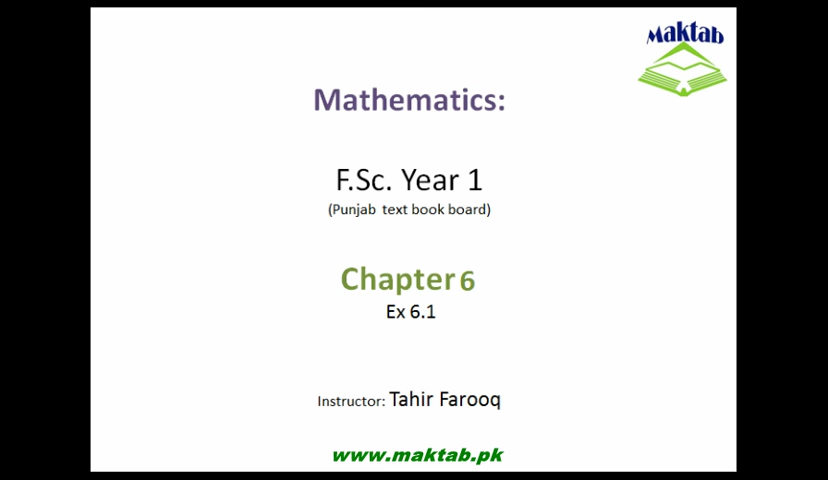 Maktab
Mathematics:
F.Sc. Year 1
(Punjab text book board)
Chapter 6
Ex 6.1
Instructor: Tahir Farooq
www.maktab.pk